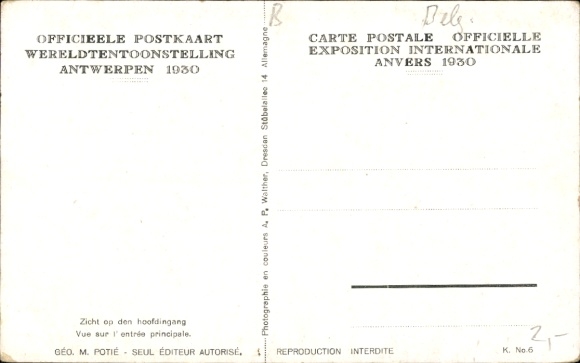 OFFICIEELE POSTKAART
WERELDTENTOONSTELLING
ANTWERPEN 1930
B
Belg.
CARTE POSTALE OFFICIELLE
EXPOSITION INTERNATIONALE
ANVERS 1930
Photographie en couleurs A. P. Walther, Dresden Stübelallee 14 Allemagne
Zicht op den hoofdingang
Vue sur l'entrée principale.
GÉO. M. POTIÉ - SEUL ÉDITEUR AUTORISÉ.
REPRODUCTION INTERDITE
K. No.6
2,-